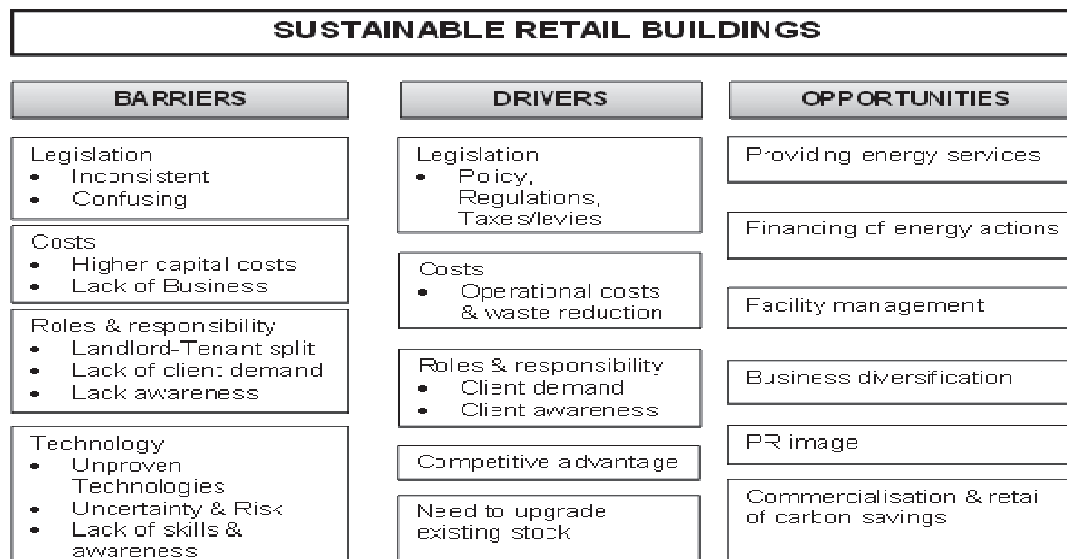 SUSTAINABLE RETAIL BUILDINGS
BARRIERS
Legislation
• Inconsistent
• Confusing
Costs
• Higher capital costs
• Lack of Business
Roles & responsibility
• Landlord-Tenant split
• Lack of client demand
• Lack awareness
Technology
• Unproven
Technologies
• Uncertainty & Risk
• Lack of skills &
awareness
DRIVERS
Legislation
• Policy,
Regulations,
Taxes/levies
Costs
• Operational costs
& waste reduction
Roles & responsibility
• Client demand
• Client awareness
Competitive advantage
Need to upgrade
existing stock
OPPORTUNITIES
Providing energy services
Financing of energy actions
Facility management
Business diversification
PR image
Commercialisation & retai
of carbon savings